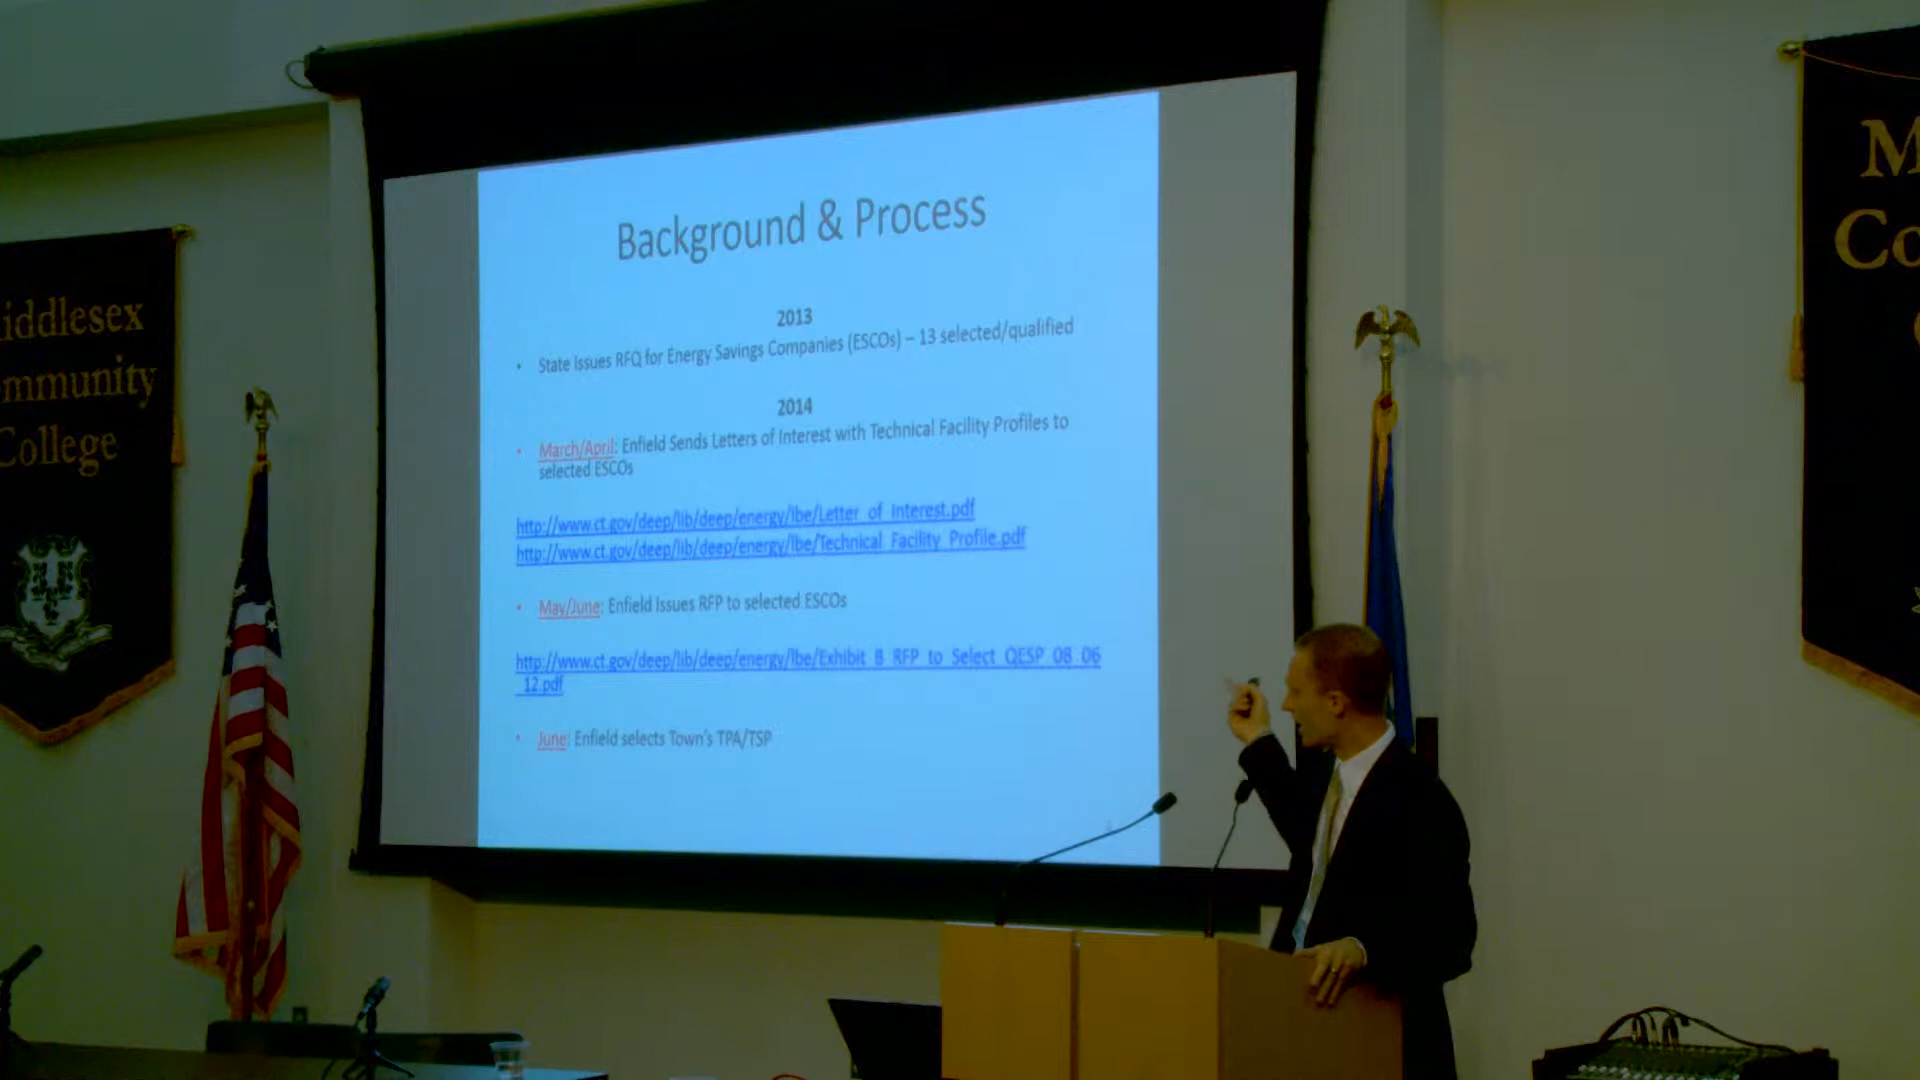 Background & Process
2013
• State Issues RFQ for Energy Savings Companies (ESCOs) – 13 selected/qualified
2014
• March/April: Enfield Sends Letters of Interest with Technical Facility Profiles to
selected ESCOs
http://www.ct.gov/deep/lib/deep/energy/lbe/Letter_of_Interest.pdf
http://www.ct.gov/deep/lib/deep/energy/lbe/Technical_Facility_Profile.pdf
• May/June: Enfield Issues RFP to selected ESCOs
http://www.ct.gov/deep/lib/deep/energy/lbe/Exhibit_B_RFP_to_Select_QESP_08_06
_12.pdf
• June: Enfield selects Town's TPA/TSP
iddlesex
mmunity
College
M
Co